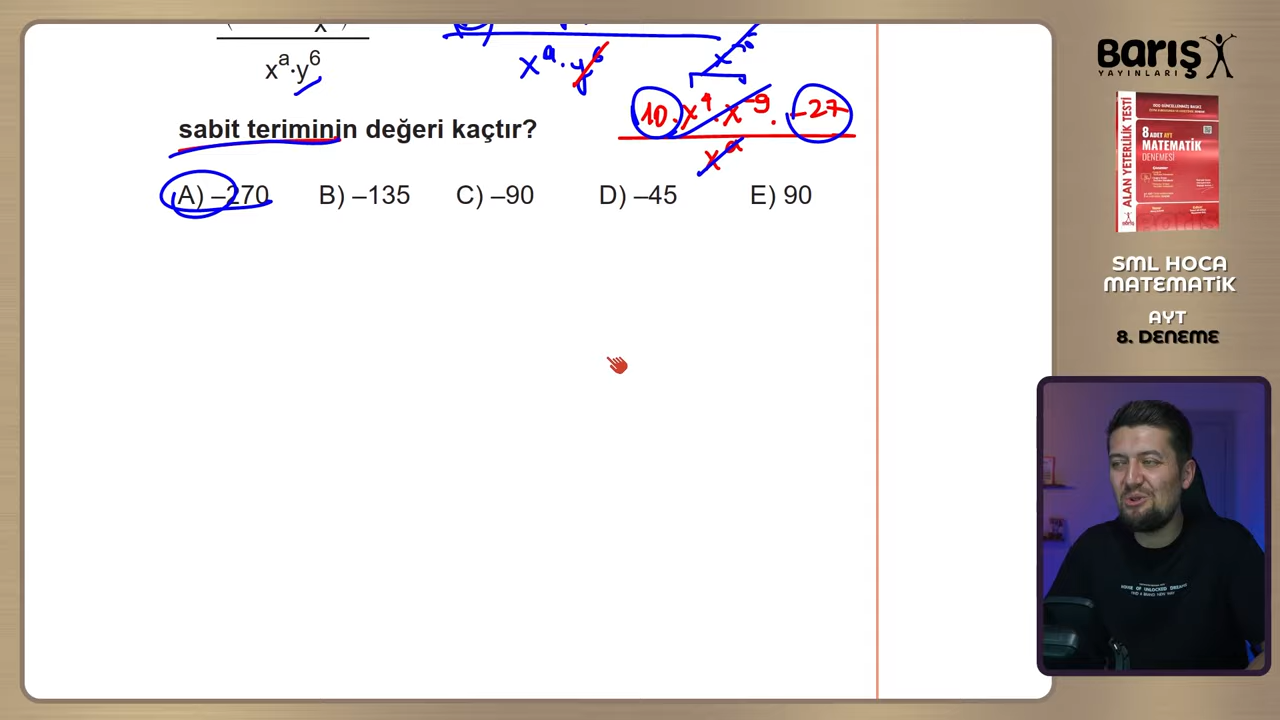 x
x^a·y^6
x^a·y^6
10·x^4·x^-9·-27
x^a
sabit teriminin değeri kaçtır?
A) –270 B) –135 C) –90 D) –45 E) 90
BARIŞ
YAYINLARI
ALAN YETERLİLİK TESTİ
8 ADET AYT
MATEMATİK
DENEMESİ
BARIŞ
SML HOCA
MATEMATİK
AYT
8. DENEME